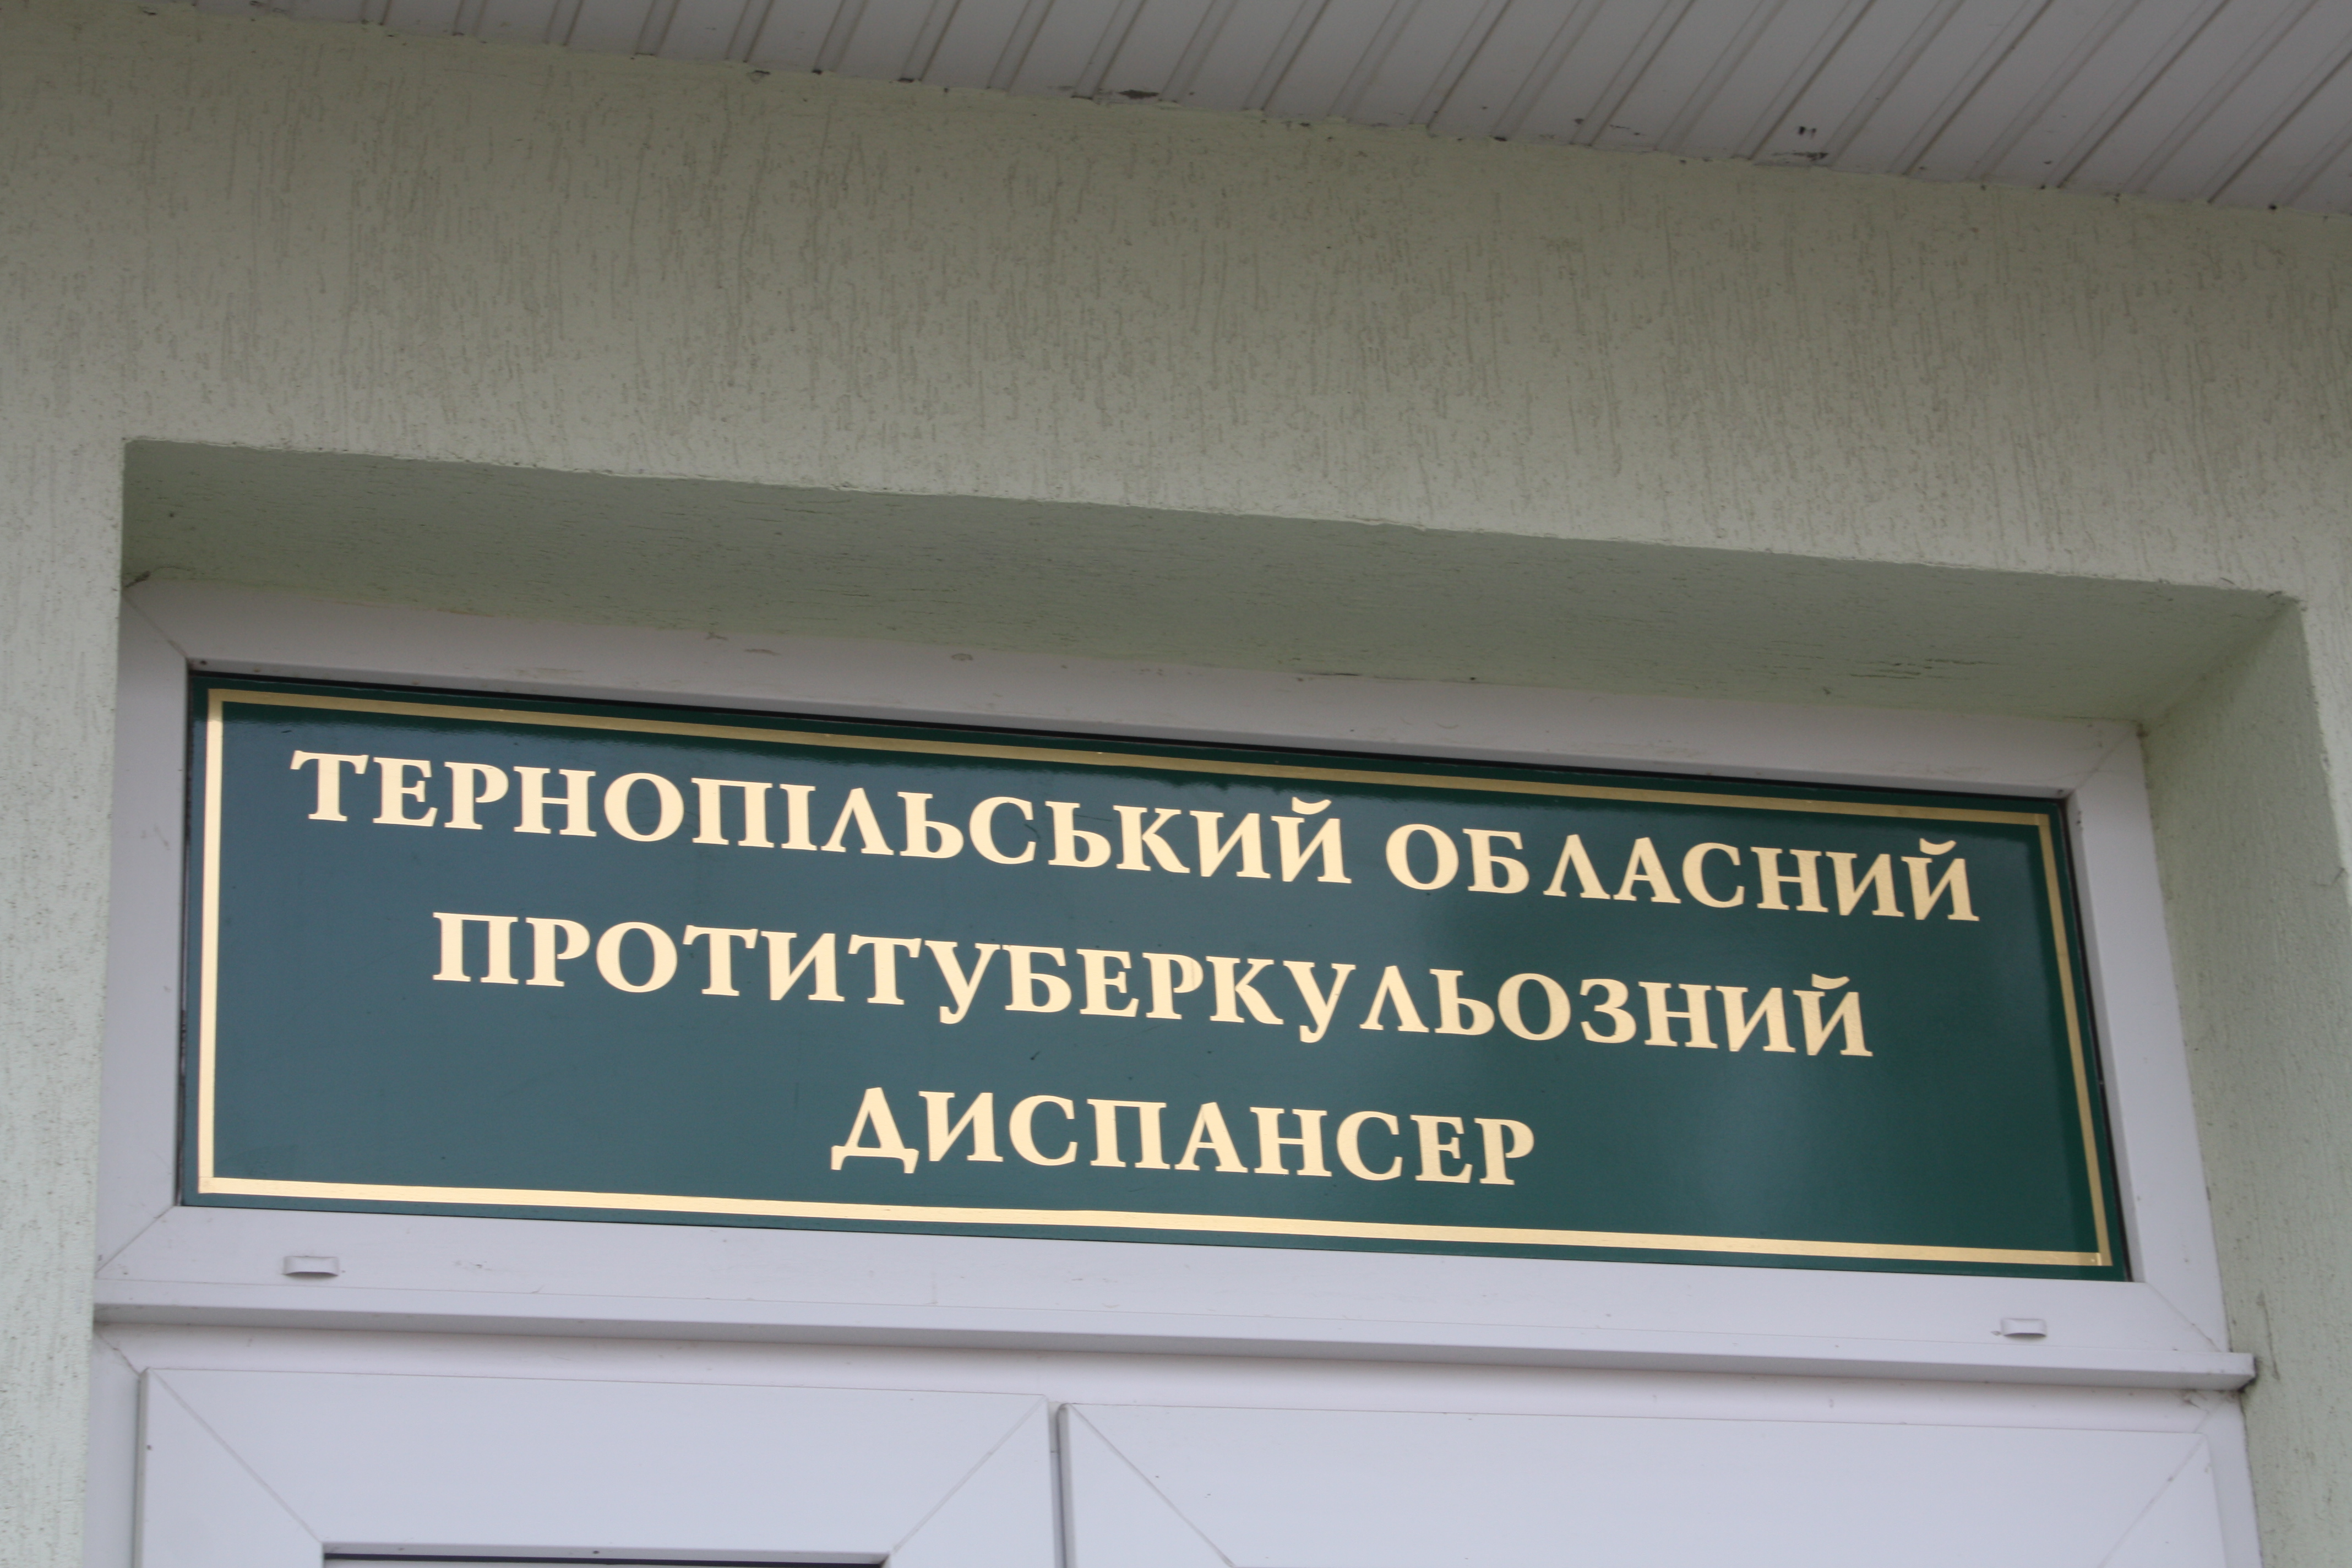 ТЕРНОПІЛЬСЬКИЙ ОБЛАСНИЙ
ПРОТИТУБЕРКУЛЬОЗНИЙ
ДИСПАНСЕР